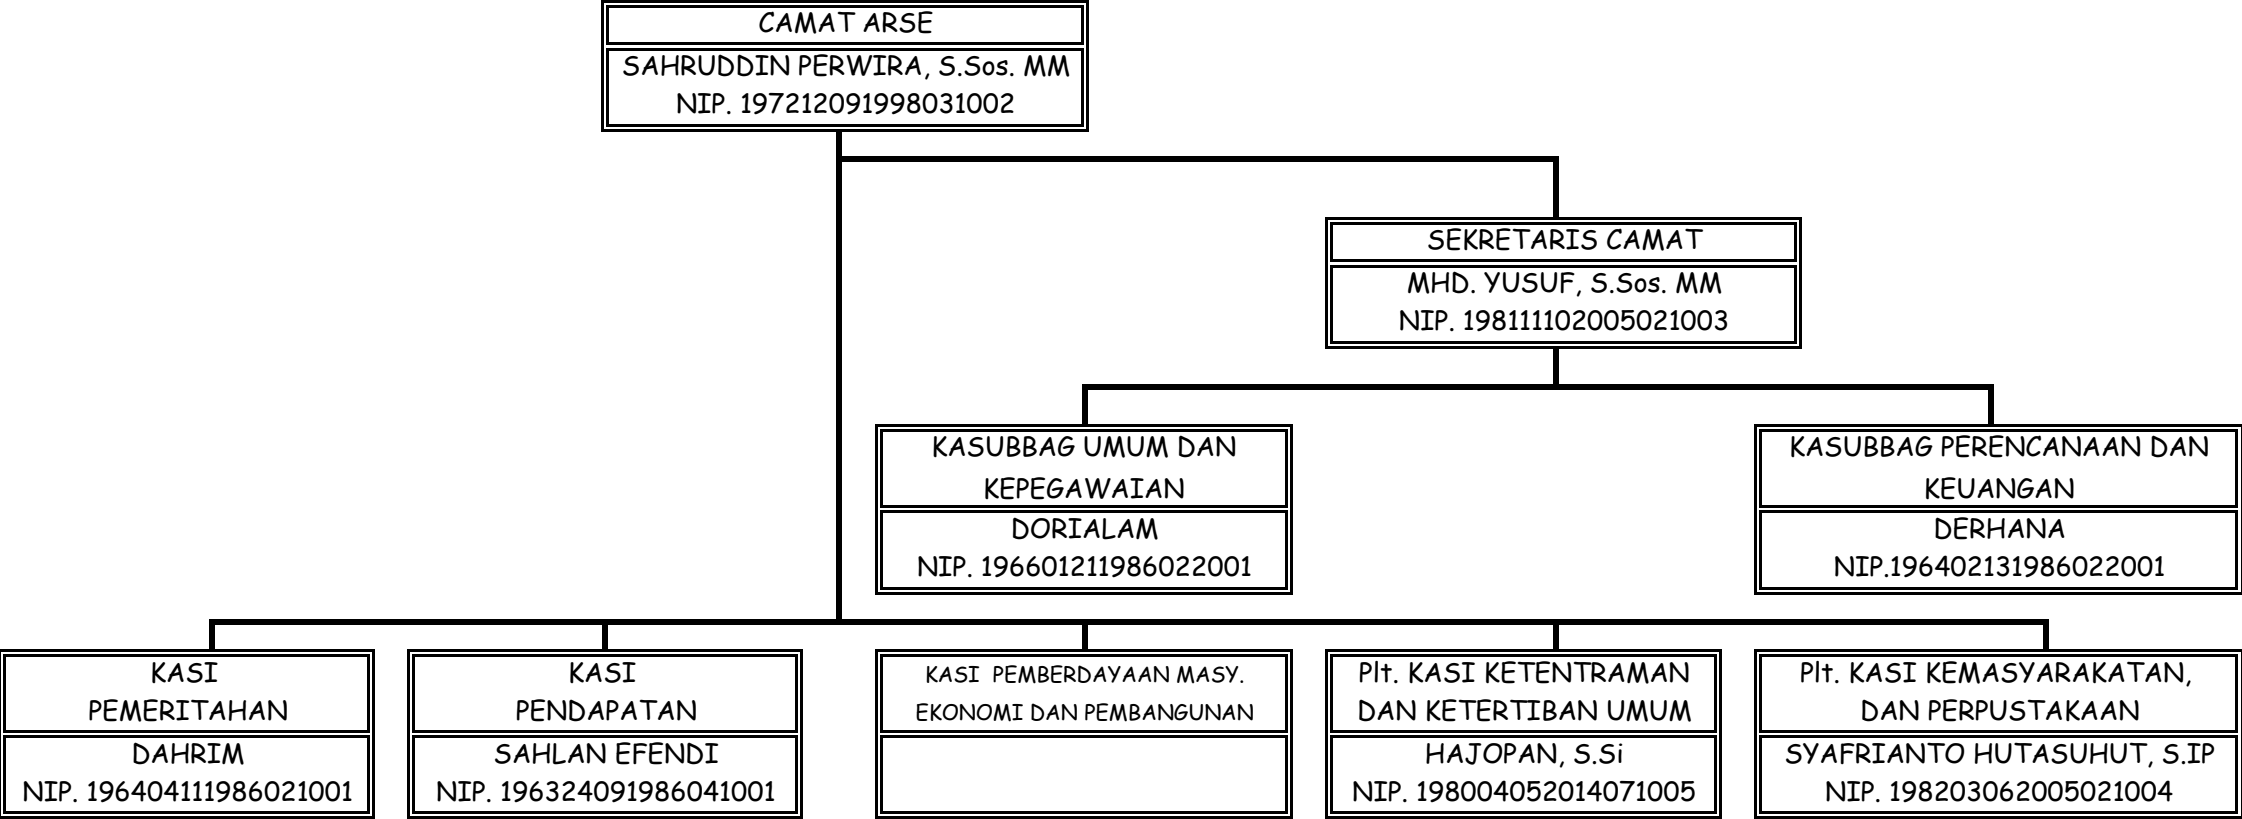 CAMAT ARSE
SAHRUDDIN PERWIRA, S.Sos. MM
NIP. 197212091998031002
SEKRETARIS CAMAT
MHD. YUSUF, S.Sos. MM
NIP. 198111102005021003
KASUBBAG UMUM DAN
KEPEGAWAIAN
DORIALAM
NIP. 196601211986022001
KASUBBAG PERENCANAAN DAN
KEUANGAN
DERHANA
NIP.196402131986022001
KASI
PEMERITAHAN
DAHRIM
NIP. 196404111986021001
KASI
PENDAPATAN
SAHLAN EFENDI
NIP. 196324091986041001
KASI PEMBERDAYAAN MASY.
EKONOMI DAN PEMBANGUNAN
Plt. KASI KETENTRAMAN
DAN KETERTIBAN UMUM
HAJOPAN, S.Si
NIP. 198004052014071005
Plt. KASI KEMASYARAKATAN,
DAN PERPUSTAKAAN
SYAFRIANTO HUTASUHUT, S.IP
NIP. 198203062005021004